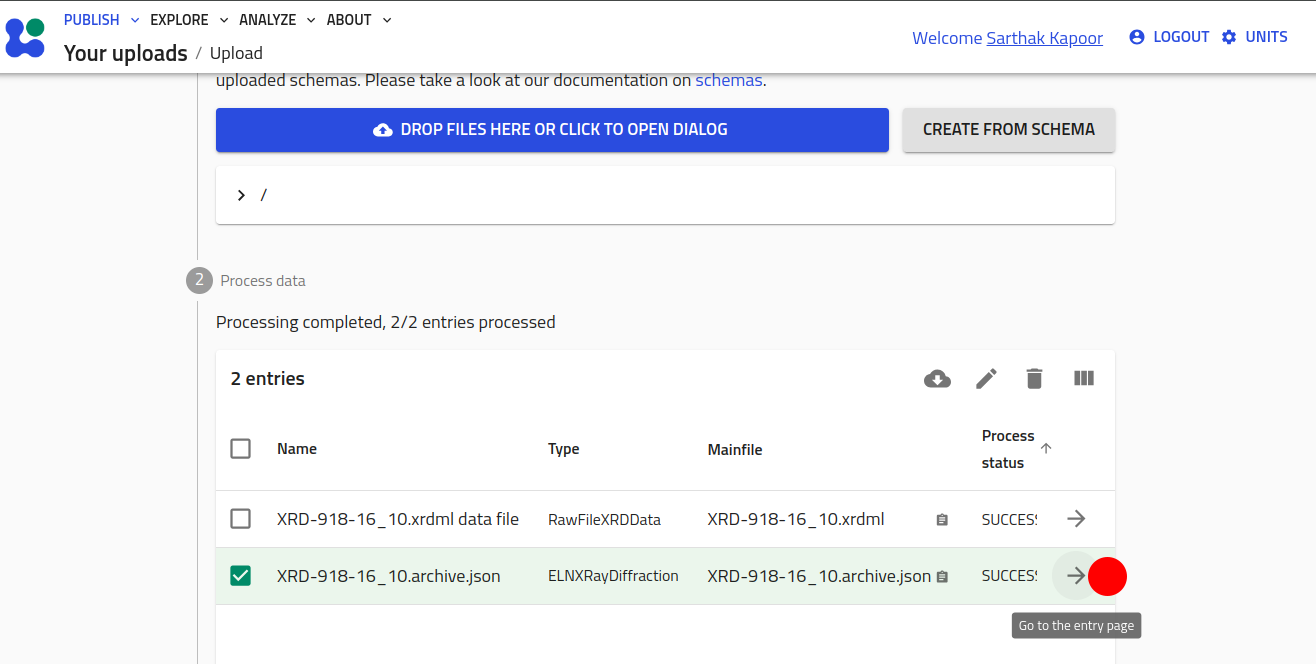 PUBLISH EXPLORE ANALYZE ABOUT
Your uploads / Upload
Welcome Sarthak Kapoor LOGOUT UNITS
uploaded schemas. Please take a look at our documentation on schemas.
DROP FILES HERE OR CLICK TO OPEN DIALOG CREATE FROM SCHEMA
/
2 Process data
Processing completed, 2/2 entries processed
2 entries
Name Type Mainfile Process status
XRD-918-16_10.xrdml data file RawFileXRDData XRD-918-16_10.xrdml SUCCES
XRD-918-16_10.archive.json ELNXRayDiffraction XRD-918-16_10.archive.json SUCCES
Go to the entry page